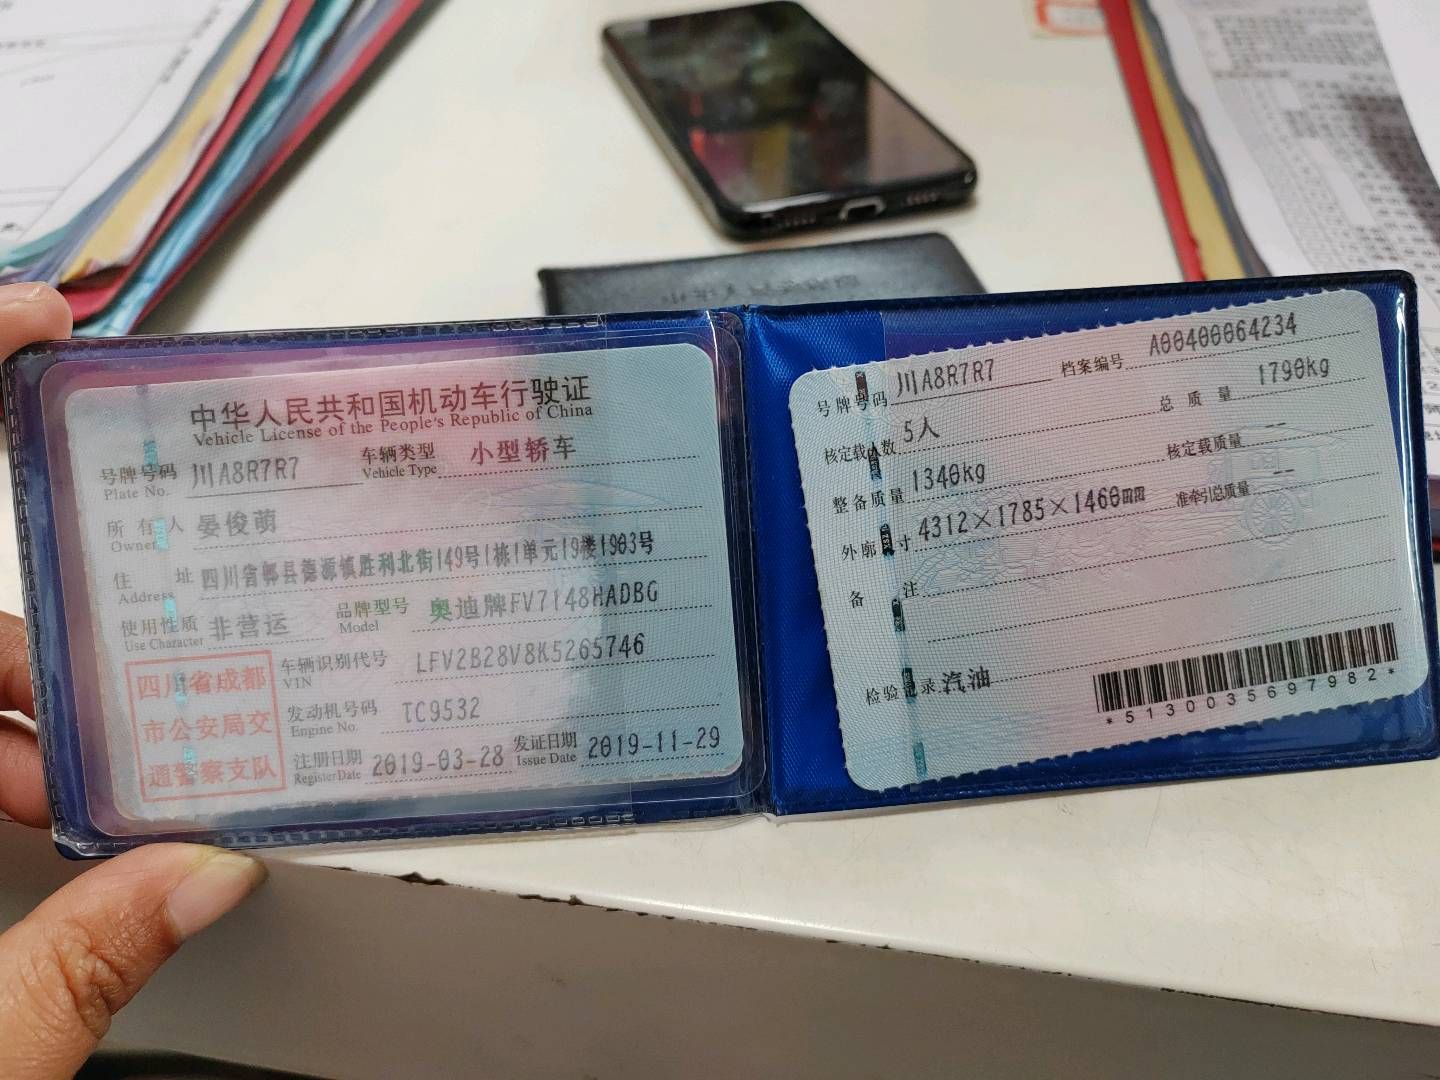 中华人民共和国机动车行驶证
Vehicle License of the People's Republic of China
号牌号码 川A8R7R7 车辆类型 小型轿车
Plate No. Vehicle Type
所有人 晏俊萌
Owner
住址 四川省郫县德源镇胜利北街149号1栋1单元19楼1903号
Address
使用性质 非营运 品牌型号 奥迪牌FV7148HADBG
Use Character Model
车辆识别代号 LFV2B28V8K5265746
VIN
发动机号码 TC9532
Engine No.
注册日期 2019-03-28 发证日期 2019-11-29
Register Date Issue Date
四川省成都
市公安局交
通警察支队
号牌号码 川A8R7R7 档案编号 A00400064234
核定载人数 5人 总质量 1790kg
整备质量 1340kg 核定载质量 --
外廓尺寸 4312×1785×1460mm 准牵引总质量 --
备注
检验记录 汽油
*5130035697982*